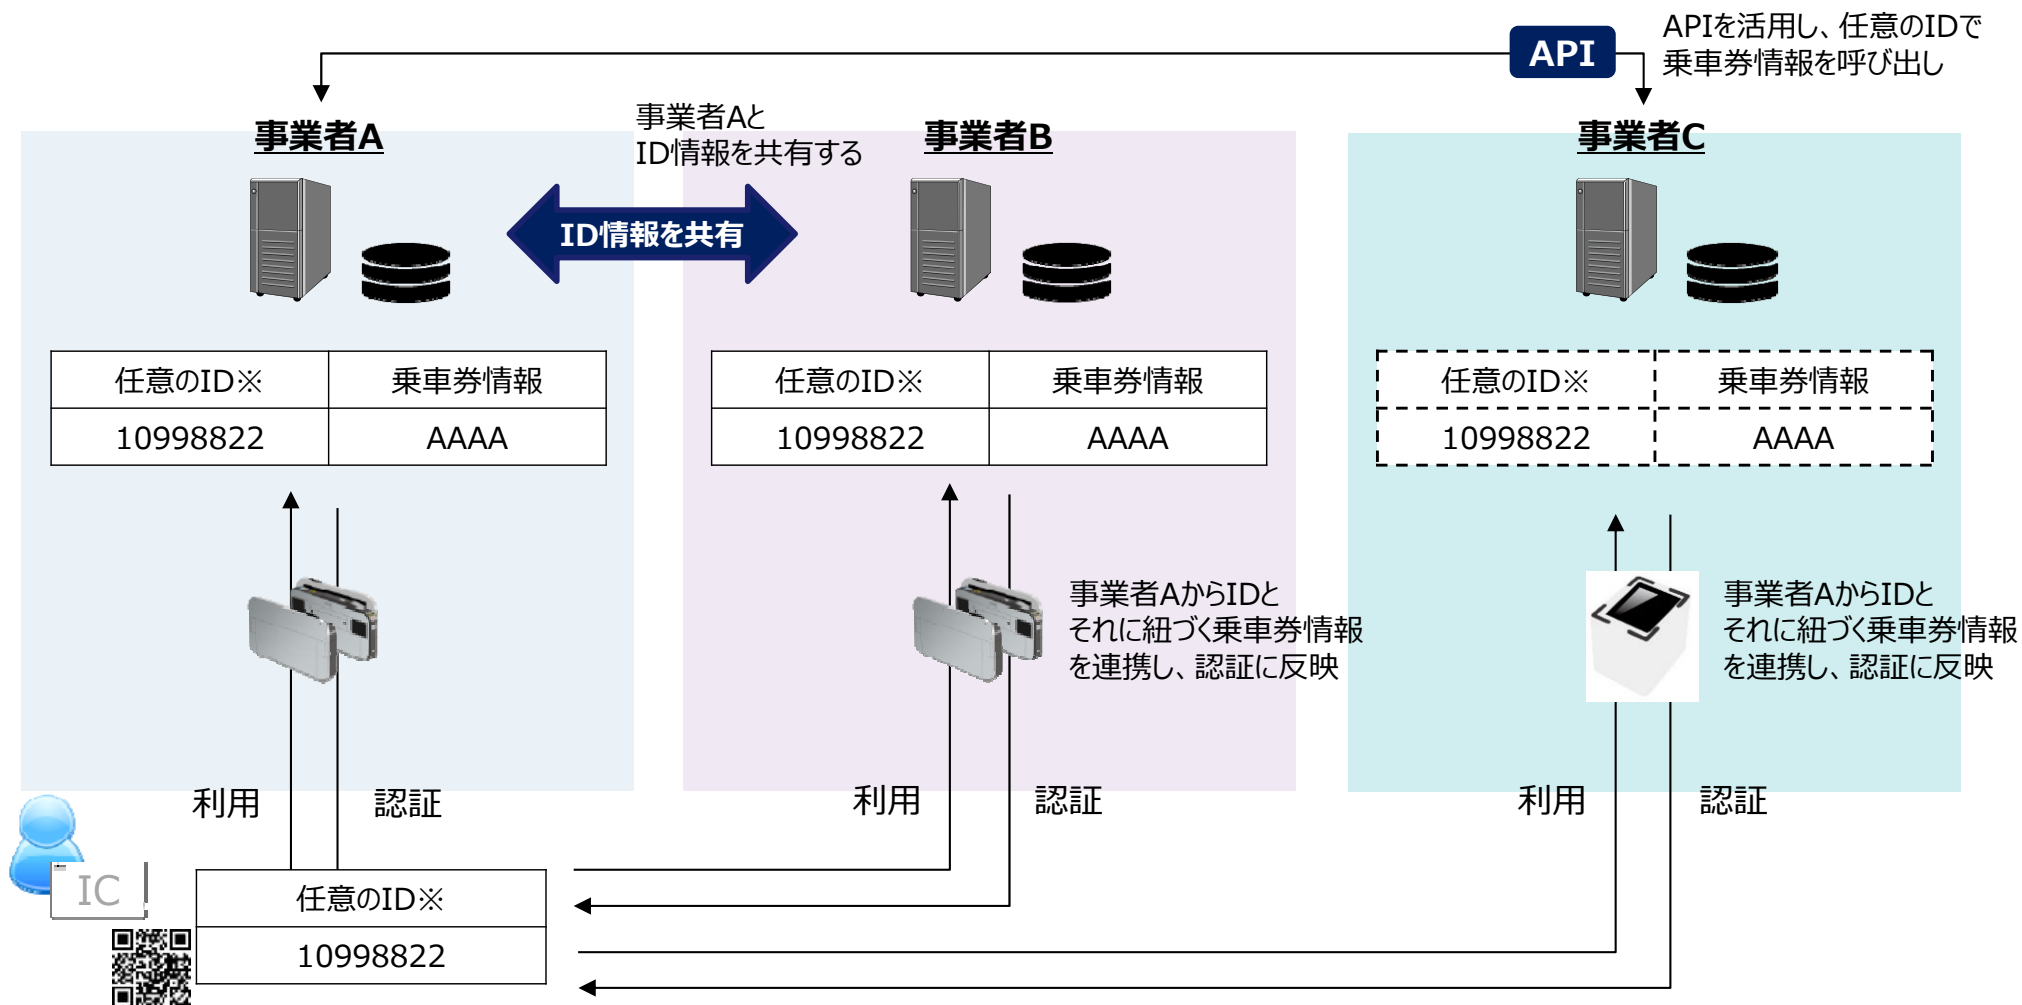 API
APIを活用し、任意のIDで
乗車券情報を呼び出し
事業者A
事業者Aと
ID情報を共有する
事業者B
事業者C
ID情報を共有
任意のID※ 乗車券情報
10998822 AAAA
任意のID※ 乗車券情報
10998822 AAAA
任意のID※ 乗車券情報
10998822 AAAA
事業者AからIDと
それに紐づく乗車券情報
を連携し、認証に反映
事業者AからIDと
それに紐づく乗車券情報
を連携し、認証に反映
利用 認証
利用 認証
利用 認証
IC
任意のID※
10998822